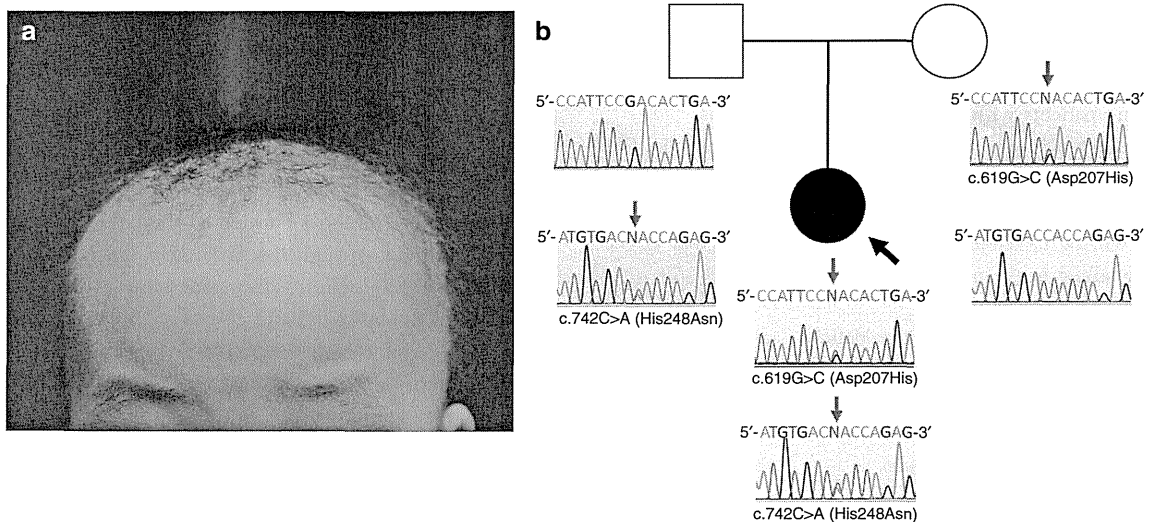 a
b
5′-CCATTCCGACACTGA-3′
5′-ATGTGACNACCAGAG-3′
c.742C>A (His248Asn)
5′-CCATTCCNACACTGA-3′
c.619G>C (Asp207His)
5′-ATGTGACCACCAGAG-3′
5′-CCATTCCNACACTGA-3′
c.619G>C (Asp207His)
5′-ATGTGACNACCAGAG-3′
c.742C>A (His248Asn)